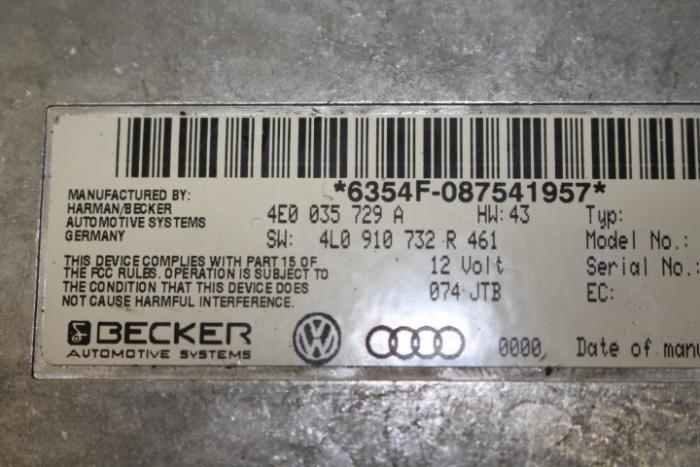 *6354F-087541957*
MANUFACTURED BY:
HARMAN/BECKER
AUTOMOTIVE SYSTEMS
GERMANY
4E0 035 729 A HW:43
SW: 4L0 910 732 R 461
12 Volt
074 JTB
THIS DEVICE COMPLIES WITH PART 15 OF
THE FCC RULES. OPERATION IS SUBJECT TO
THE CONDITION THAT THIS DEVICE DOES
NOT CAUSE HARMFUL INTERFERENCE.
BECKER
AUTOMOTIVE SYSTEMS
VW
0000
Typ:
Model No.:
Serial No.:
EC:
Date of manu